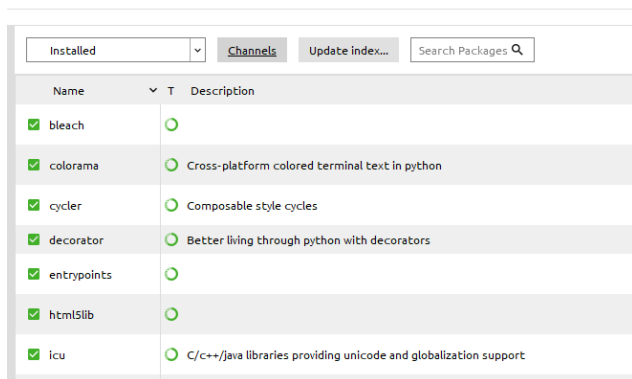 Installed Channels Update index... Search Packages
Name T Description
bleach
colorama Cross-platform colored terminal text in python
cycler Composable style cycles
decorator Better living through python with decorators
entrypoints
html5lib
icu C/c++/java libraries providing unicode and globalization support